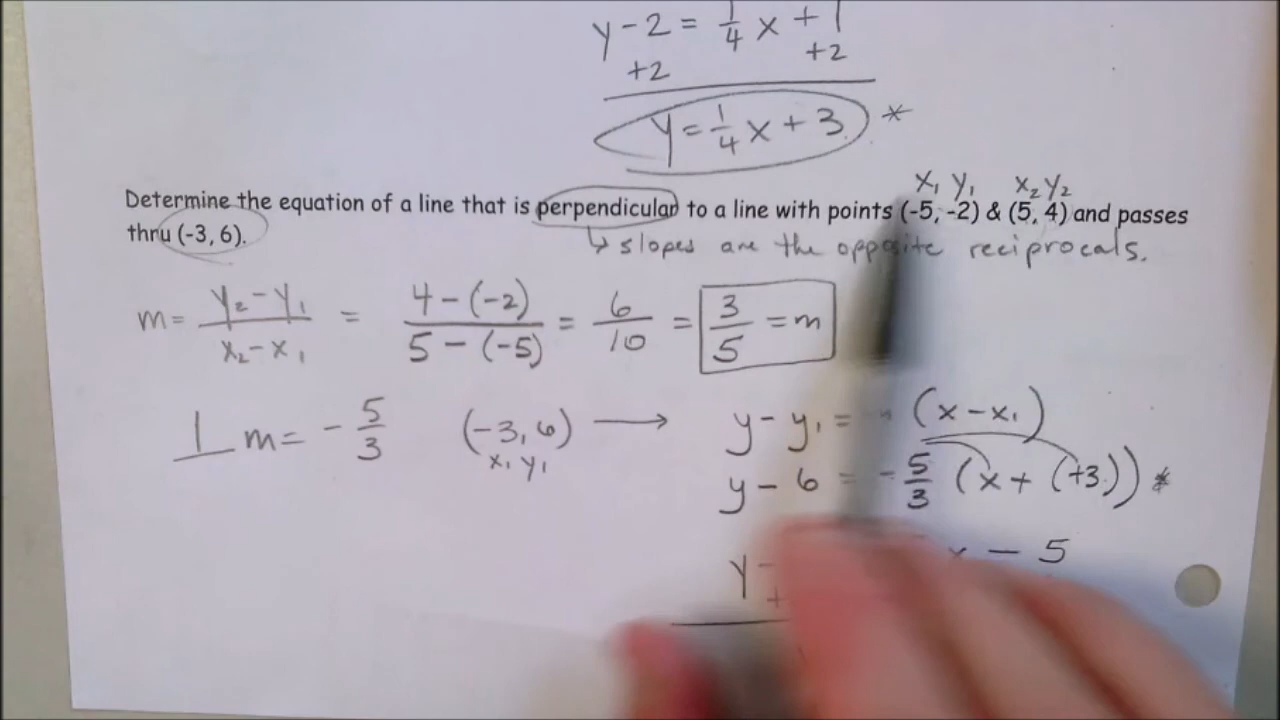 y-2 = 1/4 x + 1
+2 +2
y = 1/4 x + 3 *
x₁ y₁ x₂ y₂
Determine the equation of a line that is perpendicular to a line with points (-5, -2) & (5, 4) and passes
thru (-3, 6).
↳ slopes are the opposite reciprocals.
m = y₂-y₁ / x₂-x₁ = 4-(-2) / 5-(-5) = 6/10 = 3/5 = m
⊥ m = -5/3 (-3, 6) → y-y₁ = (x-x₁)
x₁ y₁
y-6 = -5/3 (x+(+3)) *
y- x - 5
+